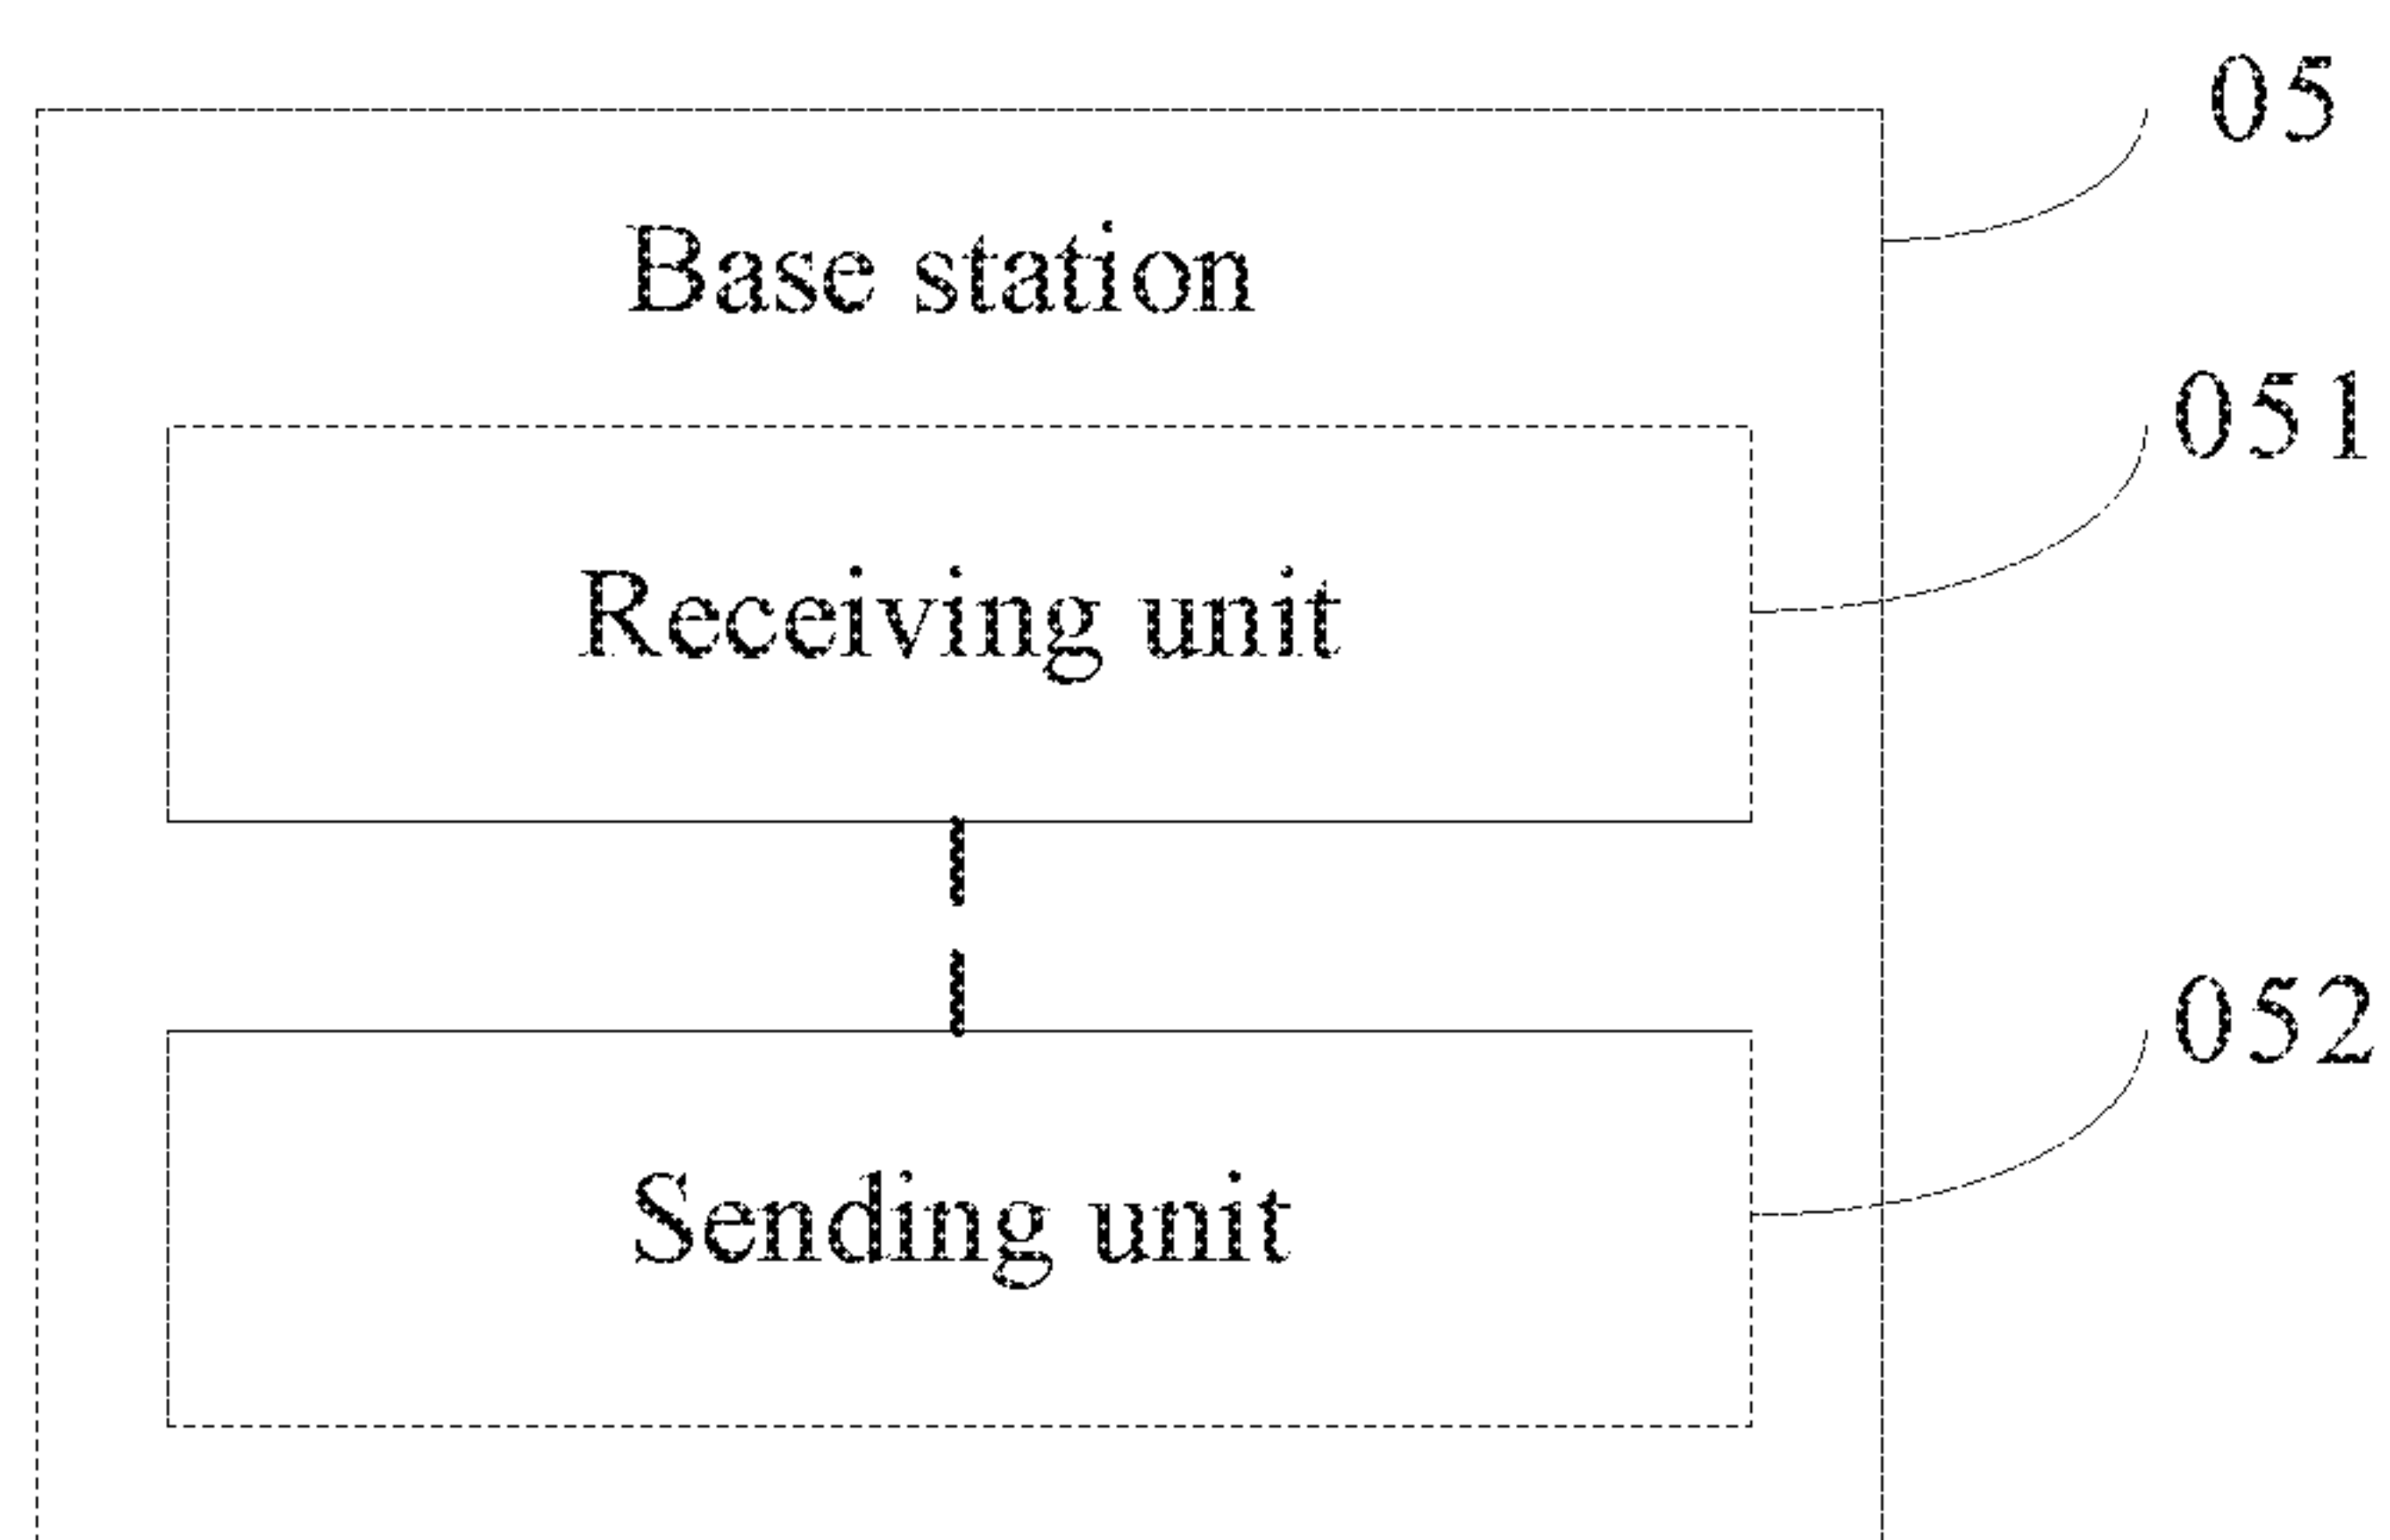 05
Base station
051
Receiving unit
052
Sending unit